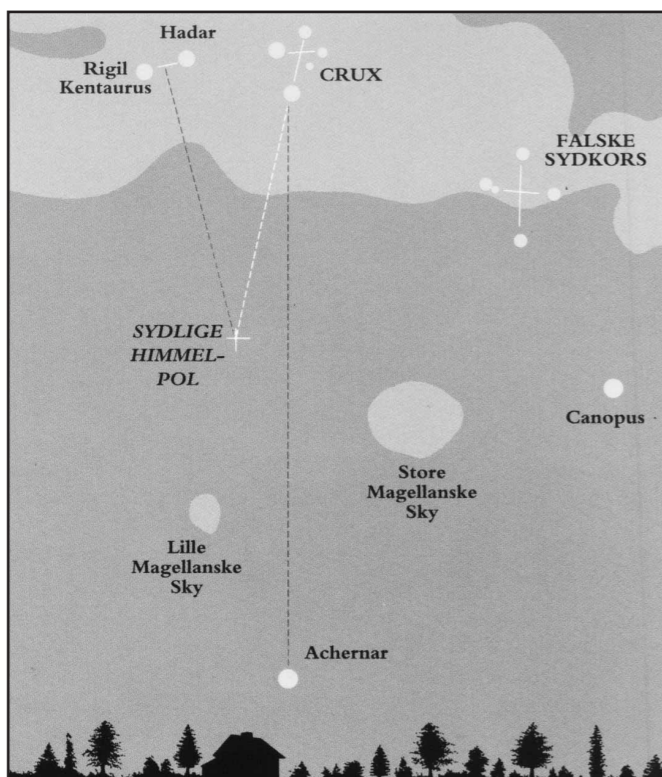 Hadar
Rigil
Kentaurus
CRUX
FALSKE
SYDKORS
SYDLIGE
HIMMEL-
POL
Canopus
Store
Magellanske
Sky
Lille
Magellanske
Sky
Achernar